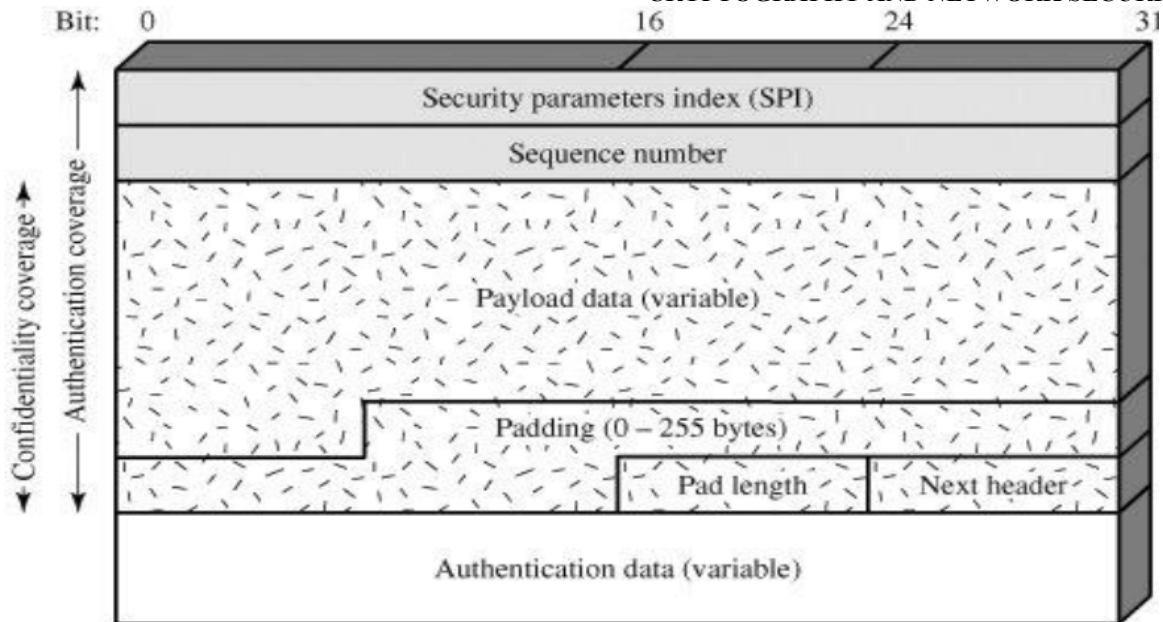 Bit: 0 16 24 31
Security parameters index (SPI)
Sequence number
Confidentiality coverage
Authentication coverage
Payload data (variable)
Padding (0 – 255 bytes)
Pad length
Next header
Authentication data (variable)